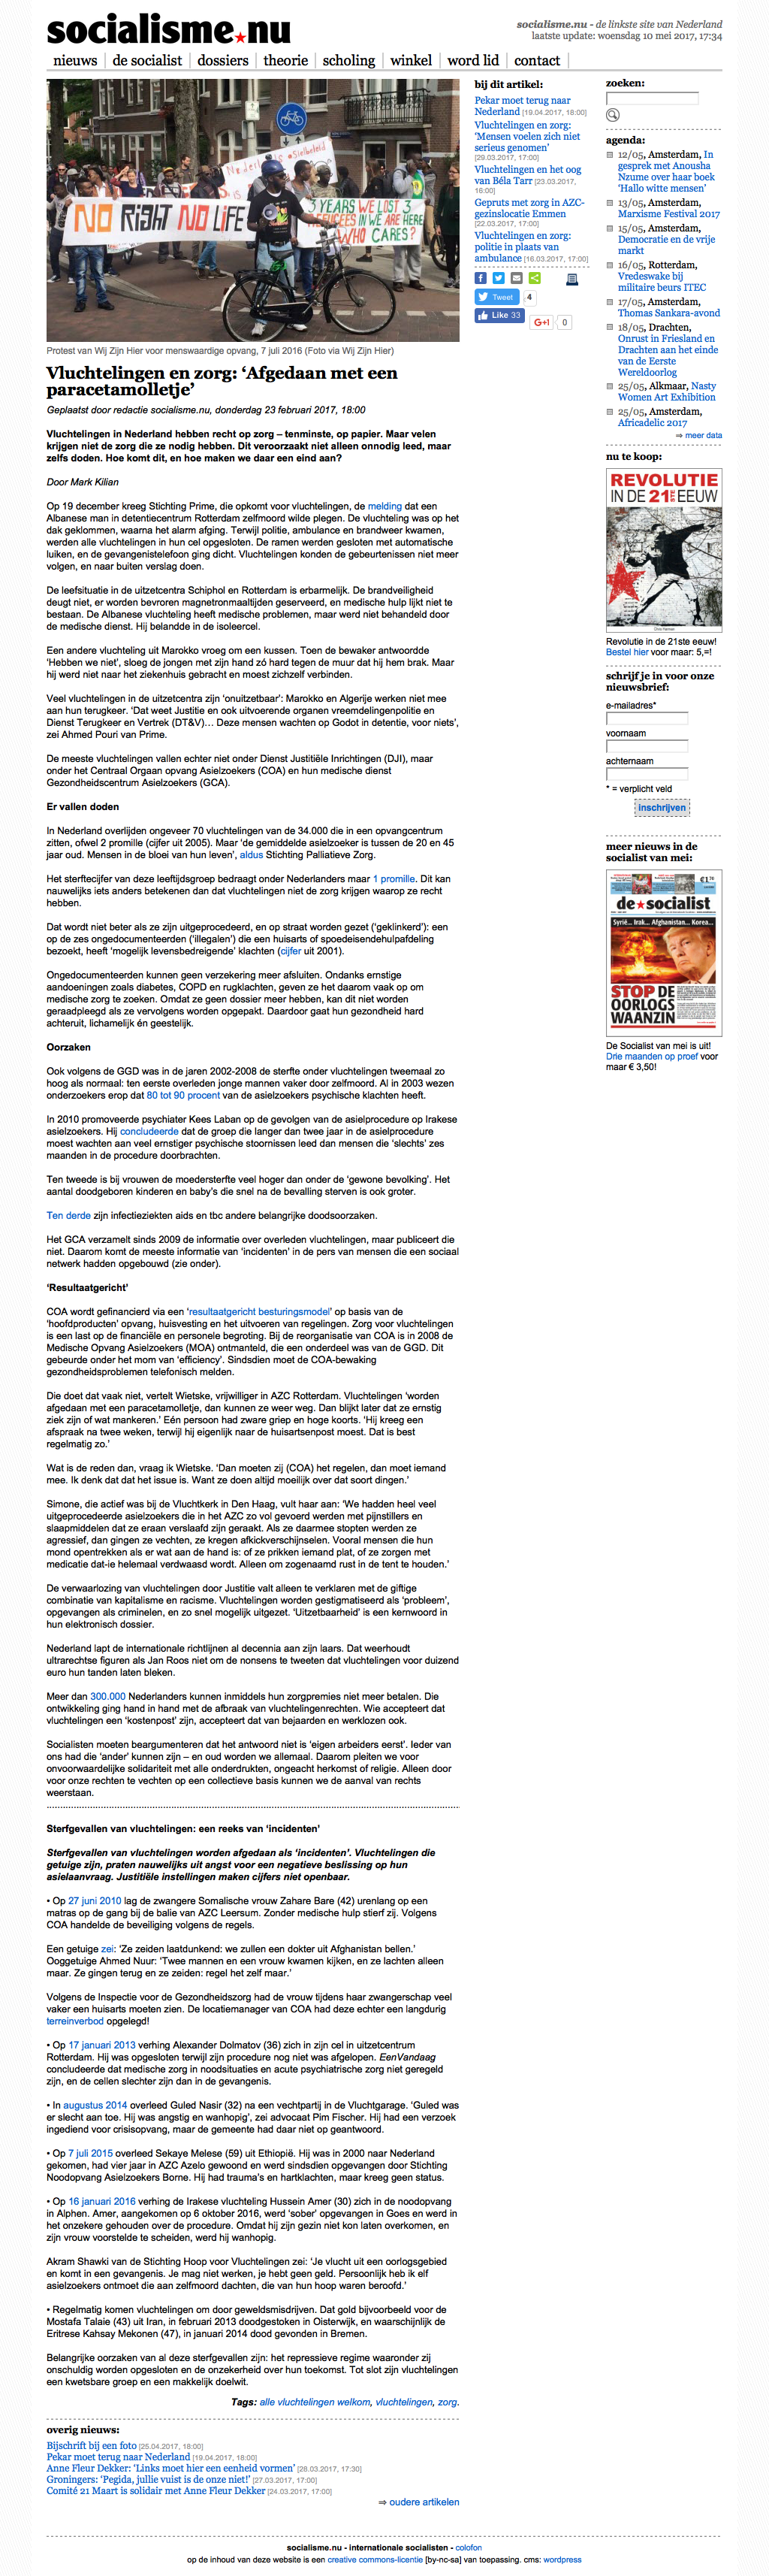 socialisme.nu
socialisme.nu - de linkste site van Nederland
laatste update: woensdag 10 mei 2017, 17:34
nieuws
de socialist
dossiers
theorie
scholing
winkel
word lid
contact
NO RIGHT NO LIFE
3 YEARS WE LOST 3
REFUGEES IN WE ARE HERE
WHO CARES?
Protest van Wij Zijn Hier voor menswaardige opvang, 7 juli 2016 (Foto via Wij Zijn Hier)
Vluchtelingen en zorg: ‘Afgedaan met een
paracetamolletje’
Geplaatst door redactie socialisme.nu, donderdag 23 februari 2017, 18:00
Vluchtelingen in Nederland hebben recht op zorg – tenminste, op papier. Maar velen
krijgen niet de zorg die ze nodig hebben. Dit veroorzaakt niet alleen onnodig leed, maar
zelfs doden. Hoe komt dit, en hoe maken we daar een eind aan?
Door Mark Kilian
Op 19 december kreeg Stichting Prime, die opkomt voor vluchtelingen, de melding dat een
Albanese man in detentiecentrum Rotterdam zelfmoord wilde plegen. De vluchteling was op het
dak geklommen, waarna het alarm afging. Terwijl politie, ambulance en brandweer kwamen,
werden alle vluchtelingen in hun cel opgesloten. De ramen werden gesloten met automatische
luiken, en de gevangenistelefoon ging dicht. Vluchtelingen konden de gebeurtenissen niet meer
volgen, en naar buiten verslag doen.
De leefsituatie in de uitzetcentra Schiphol en Rotterdam is erbarmelijk. De brandveiligheid
deugt niet, er worden bevroren magnetronmaaltijden geserveerd, en medische hulp lijkt niet te
bestaan. De Albanese vluchteling heeft medische problemen, maar werd niet behandeld door
de medische dienst. Hij belandde in de isoleercel.
Een andere vluchteling uit Marokko vroeg om een kussen. Toen de bewaker antwoordde
‘Hebben we niet’, sloeg de jongen met zijn hand zó hard tegen de muur dat hij hem brak. Maar
hij werd niet naar het ziekenhuis gebracht en moest zichzelf verbinden.
Veel vluchtelingen in de uitzetcentra zijn ‘onuitzetbaar’: Marokko en Algerije werken niet mee
aan hun terugkeer. ‘Dat weet Justitie en ook uitvoerende organen vreemdelingenpolitie en
Dienst Terugkeer en Vertrek (DT&V)… Deze mensen wachten op Godot in detentie, voor niets’,
zei Ahmed Pouri van Prime.
De meeste vluchtelingen vallen echter niet onder Dienst Justitiële Inrichtingen (DJI), maar
onder het Centraal Orgaan opvang Asielzoekers (COA) en hun medische dienst
Gezondheidscentrum Asielzoekers (GCA).
Er vallen doden
In Nederland overlijden ongeveer 70 vluchtelingen van de 34.000 die in een opvangcentrum
zitten, ofwel 2 promille (cijfer uit 2005). Maar ‘de gemiddelde asielzoeker is tussen de 20 en 45
jaar oud. Mensen in de bloei van hun leven’, aldus Stichting Palliatieve Zorg.
Het sterftecijfer van deze leeftijdsgroep bedraagt onder Nederlanders maar 1 promille. Dit kan
nauwelijks iets anders betekenen dan dat vluchtelingen niet de zorg krijgen waarop ze recht
hebben.
Dat wordt niet beter als ze zijn uitgeprocedeerd, en op straat worden gezet (‘geklinkerd’): een
op de zes ongedocumenteerden (‘illegalen’) die een huisarts of spoedeisendehulpafdeling
bezoekt, heeft ‘mogelijk levensbedreigende’ klachten (cijfer uit 2001).
Ongedocumenteerden kunnen geen verzekering meer afsluiten. Ondanks ernstige
aandoeningen zoals diabetes, COPD en rugklachten, geven ze het daarom vaak op om
medische zorg te zoeken. Omdat ze geen dossier meer hebben, kan dit niet worden
geraadpleegd als ze vervolgens worden opgepakt. Daardoor gaat hun gezondheid hard
achteruit, lichamelijk én geestelijk.
Oorzaken
Ook volgens de GGD was in de jaren 2002-2008 de sterfte onder vluchtelingen tweemaal zo
hoog als normaal: ten eerste overleden jonge mannen vaker door zelfmoord. Al in 2003 wezen
onderzoekers erop dat 80 tot 90 procent van de asielzoekers psychische klachten heeft.
In 2010 promoveerde psychiater Kees Laban op de gevolgen van de asielprocedure op Irakese
asielzoekers. Hij concludeerde dat de groep die langer dan twee jaar in de asielprocedure
moest wachten aan veel ernstiger psychische stoornissen leed dan mensen die ‘slechts’ zes
maanden in de procedure doorbrachten.
Ten tweede is bij vrouwen de moedersterfte veel hoger dan onder de ‘gewone bevolking’. Het
aantal doodgeboren kinderen en baby’s die snel na de bevalling sterven is ook groter.
Ten derde zijn infectieziekten aids en tbc andere belangrijke doodsoorzaken.
Het GCA verzamelt sinds 2009 de informatie over overleden vluchtelingen, maar publiceert die
niet. Daarom komt de meeste informatie van ‘incidenten’ in de pers van mensen die een sociaal
netwerk hadden opgebouwd (zie onder).
‘Resultaatgericht’
COA wordt gefinancierd via een ‘resultaatgericht besturingsmodel’ op basis van de
‘hoofdproducten’ opvang, huisvesting en het uitvoeren van regelingen. Zorg voor vluchtelingen
is een last op de financiële en personele begroting. Bij de reorganisatie van COA is in 2008 de
Medische Opvang Asielzoekers (MOA) ontmanteld, die een onderdeel was van de GGD. Dit
gebeurde onder het mom van ‘efficiency’. Sindsdien moet de COA-bewaking
gezondheidsproblemen telefonisch melden.
Die doet dat vaak niet, vertelt Wietske, vrijwilliger in AZC Rotterdam. Vluchtelingen ‘worden
afgedaan met een paracetamolletje, dan kunnen ze weer weg. Dan blijkt later dat ze ernstig
ziek zijn of wat mankeren.’ Eén persoon had zware griep en hoge koorts. ‘Hij kreeg een
afspraak na twee weken, terwijl hij eigenlijk naar de huisartsenpost moest. Dat is best
regelmatig zo.’
Wat is de reden dan, vraag ik Wietske. ‘Dan moeten zij (COA) het regelen, dan moet iemand
mee. Ik denk dat dat het issue is. Want ze doen altijd moeilijk over dat soort dingen.’
Simone, die actief was bij de Vluchtkerk in Den Haag, vult haar aan: ‘We hadden heel veel
uitgeprocedeerde asielzoekers die in het AZC zo vol gevoerd werden met pijnstillers en
slaapmiddelen dat ze eraan verslaafd zijn geraakt. Als ze daarmee stopten werden ze
agressief, dan gingen ze vechten, ze kregen afkickverschijnselen. Vooral mensen die hun
mond opentrekken als er wat aan de hand is: of ze prikken iemand plat, of ze zorgen met
medicatie dat-ie helemaal verdwaasd wordt. Alleen om zogenaamd rust in de tent te houden.’
De verwaarlozing van vluchtelingen door Justitie valt alleen te verklaren met de giftige
combinatie van kapitalisme en racisme. Vluchtelingen worden gestigmatiseerd als ‘probleem’,
opgevangen als criminelen, en zo snel mogelijk uitgezet. ‘Uitzetbaarheid’ is een kernwoord in
hun elektronisch dossier.
Nederland lapt de internationale richtlijnen al decennia aan zijn laars. Dat weerhoudt
ultrarechtse figuren als Jan Roos niet om de nonsens te tweeten dat vluchtelingen voor duizend
euro hun tanden laten bleken.
Meer dan 300.000 Nederlanders kunnen inmiddels hun zorgpremies niet meer betalen. Die
ontwikkeling ging hand in hand met de afbraak van vluchtelingenrechten. Wie accepteert dat
vluchtelingen een ‘kostenpost’ zijn, accepteert dat van bejaarden en werklozen ook.
Socialisten moeten beargumenteren dat het antwoord niet is ‘eigen arbeiders eerst’. Ieder van
ons had die ‘ander’ kunnen zijn – en oud worden we allemaal. Daarom pleiten we voor
onvoorwaardelijke solidariteit met alle onderdrukten, ongeacht herkomst of religie. Alleen door
voor onze rechten te vechten op een collectieve basis kunnen we de aanval van rechts
weerstaan.
Sterfgevallen van vluchtelingen: een reeks van ‘incidenten’
Sterfgevallen van vluchtelingen worden afgedaan als ‘incidenten’. Vluchtelingen die
getuige zijn, praten nauwelijks uit angst voor een negatieve beslissing op hun
asielaanvraag. Justitiële instellingen maken cijfers niet openbaar.
• Op 27 juni 2010 lag de zwangere Somalische vrouw Zahare Bare (42) urenlang op een
matras op de gang bij de balie van AZC Leersum. Zonder medische hulp stierf zij. Volgens
COA handelde de beveiliging volgens de regels.
Een getuige zei: ‘Ze zeiden laatdunkend: we zullen een dokter uit Afghanistan bellen.’
Ooggetuige Ahmed Nuur: ‘Twee mannen en een vrouw kwamen kijken, en ze lachten alleen
maar. Ze gingen terug en ze zeiden: regel het zelf maar.’
Volgens de Inspectie voor de Gezondheidszorg had de vrouw tijdens haar zwangerschap veel
vaker een huisarts moeten zien. De locatiemanager van COA had deze echter een langdurig
terreinverbod opgelegd!
• Op 17 januari 2013 verhing Alexander Dolmatov (36) zich in zijn cel in uitzetcentrum
Rotterdam. Hij was opgesloten terwijl zijn procedure nog niet was afgelopen. EenVandaag
concludeerde dat medische zorg in noodsituaties en acute psychiatrische zorg niet geregeld
zijn, en de cellen slechter zijn dan in de gevangenis.
• In augustus 2014 overleed Guled Nasir (32) na een vechtpartij in de Vluchtgarage. ‘Guled was
er slecht aan toe. Hij was angstig en wanhopig’, zei advocaat Pim Fischer. Hij had een verzoek
ingediend voor crisisopvang, maar de gemeente had daar niet op geantwoord.
• Op 7 juli 2015 overleed Sekaye Melese (59) uit Ethiopië. Hij was in 2000 naar Nederland
gekomen, had vier jaar in AZC Azelo gewoond en werd sindsdien opgevangen door Stichting
Noodopvang Asielzoekers Borne. Hij had trauma’s en hartklachten, maar kreeg geen status.
• Op 16 januari 2016 verhing de Irakese vluchteling Hussein Amer (30) zich in de noodopvang
in Alphen. Amer, aangekomen op 6 oktober 2016, werd ‘sober’ opgevangen in Goes en werd in
het onzekere gehouden over de procedure. Omdat hij zijn gezin niet kon laten overkomen, en
zijn vrouw voorstelde te scheiden, werd hij wanhopig.
Akram Shawki van de Stichting Hoop voor Vluchtelingen zei: ‘Je vlucht uit een oorlogsgebied
en komt in een gevangenis. Je mag niet werken, je hebt geen geld. Persoonlijk heb ik elf
asielzoekers ontmoet die aan zelfmoord dachten, die van hun hoop waren beroofd.’
• Regelmatig komen vluchtelingen om door geweldsmisdrijven. Dat gold bijvoorbeeld voor de
Mostafa Talaie (43) uit Iran, in februari 2013 doodgestoken in Oisterwijk, en waarschijnlijk de
Eritrese Kahsay Mekonen (47), in januari 2014 dood gevonden in Bremen.
Belangrijke oorzaken van al deze sterfgevallen zijn: het repressieve regime waaronder zij
onschuldig worden opgesloten en de onzekerheid over hun toekomst. Tot slot zijn vluchtelingen
een kwetsbare groep en een makkelijk doelwit.
Tags: alle vluchtelingen welkom, vluchtelingen, zorg.
overig nieuws:
Bijschrift bij een foto [25.04.2017, 18:00]
Pekar moet terug naar Nederland [19.04.2017, 18:00]
Anne Fleur Dekker: ‘Links moet hier een eenheid vormen’ [28.03.2017, 17:30]
Groningers: ‘Pegida, jullie vuist is de onze niet!’ [27.03.2017, 17:00]
Comité 21 Maart is solidair met Anne Fleur Dekker [24.03.2017, 17:00]
⇒ oudere artikelen
bij dit artikel:
Pekar moet terug naar
Nederland [19.04.2017, 18:00]
Vluchtelingen en zorg:
‘Mensen voelen zich niet
serieus genomen’
[29.03.2017, 17:00]
Vluchtelingen en het oog
van Béla Tarr [23.03.2017,
16:00]
Geprutst met zorg in AZC-
gezinslocatie Emmen
[22.03.2017, 17:00]
Vluchtelingen en zorg:
politie in plaats van
ambulance [16.03.2017, 17:00]
Tweet 4
Like 33
G+1 0
zoeken:
agenda:
12/05, Amsterdam, In
gesprek met Anousha
Nzume over haar boek
‘Hallo witte mensen’
13/05, Amsterdam,
Marxisme Festival 2017
15/05, Amsterdam,
Democratie en de vrije
markt
16/05, Rotterdam,
Vredeswake bij
militaire beurs ITEC
17/05, Amsterdam,
Thomas Sankara-avond
18/05, Drachten,
Onrust in Friesland en
Drachten aan het einde
van de Eerste
Wereldoorlog
25/05, Alkmaar, Nasty
Women Art Exhibition
25/05, Amsterdam,
Africadelic 2017
⇒ meer data
nu te koop:
REVOLUTIE
IN DE 21STE EEUW
Revolutie in de 21ste eeuw!
Bestel hier voor maar: 5,=!
schrijf je in voor onze
nieuwsbrief:
e-mailadres*
voornaam
achternaam
* = verplicht veld
inschrijven
meer nieuws in de
socialist van mei:
de socialist
Syrië... Irak... Afghanistan... Korea...
STOP DE
OORLOGS
WAANZIN
De Socialist van mei is uit!
Drie maanden op proef voor
maar € 3,50!
socialisme.nu - internationale socialisten - colofon
op de inhoud van deze website is een creative commons-licentie [by-nc-sa] van toepassing. cms: wordpress